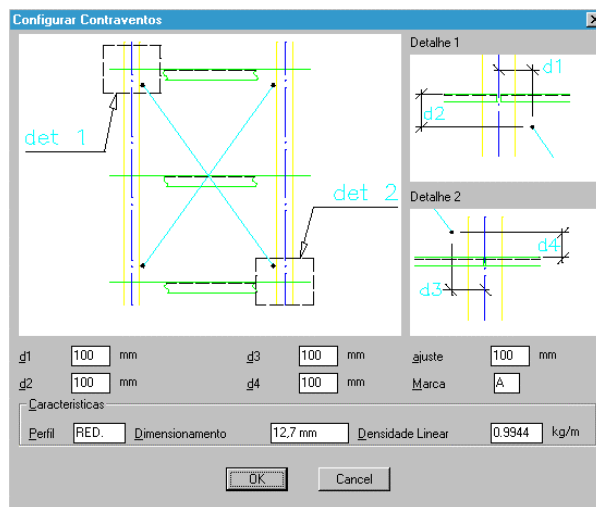 Configurar Contraventos
det 1
det 2
Detalhe 1
d1
d2
Detalhe 2
d4
d3
d1 100 mm d3 100 mm ajuste 100 mm
d2 100 mm d4 100 mm Marca A
Caracteristicas
Perfil RED. Dimensionamento 12,7 mm Densidade Linear 0.9944 kg/m
OK Cancel